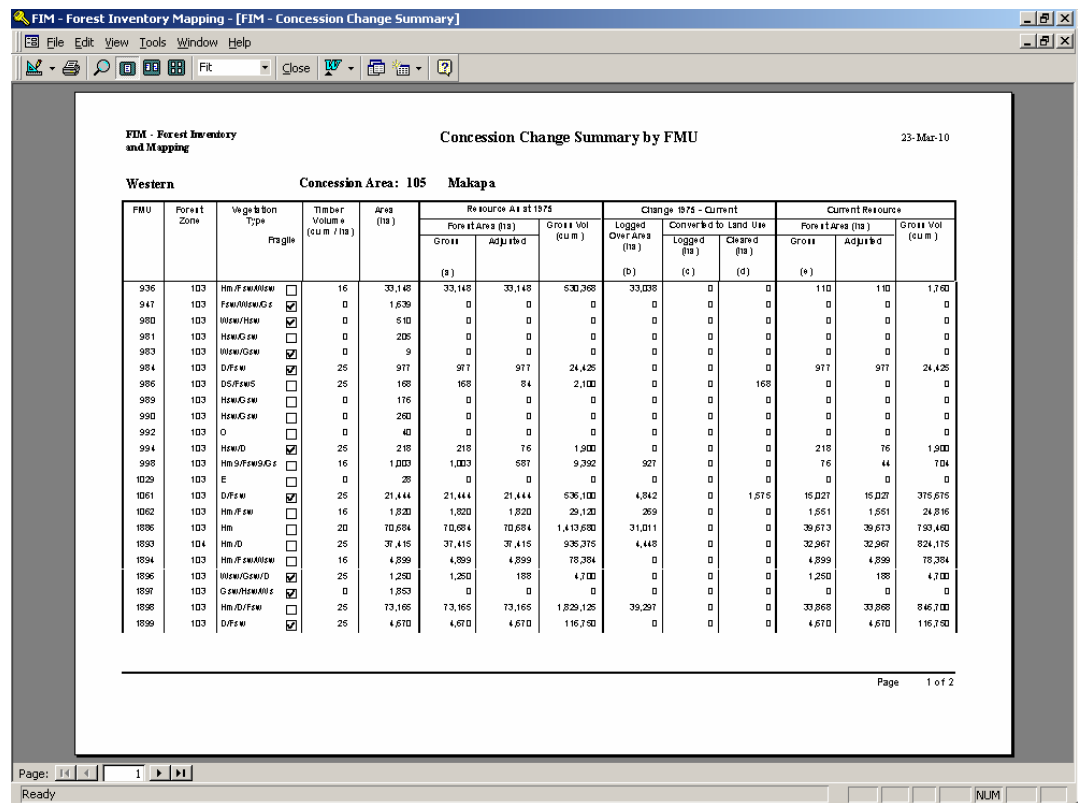 FIM - Forest Inventory Mapping - [FIM - Concession Change Summary]
File Edit View Tools Window Help
Fit Close
FIM - Forest Inventory and Mapping
Concession Change Summary by FMU
23-Mar-10
Western Concession Area: 105 Makapa
FMU Forest Zone Vegetation Type Fragile Timber Volume (cu m / ha) Area (ha) Resource As at 1975 Change 1975 - Current Current Resource
Forest Area (ha) Gross Vol (cu m) Logged Over Area (ha) Converted to Land Use Forest Area (ha) Gross Vol (cu m)
Gross Adjusted Logged (ha) Cleared (ha) Gross Adjusted
(a) (b) (c) (d) (e)
936 103 Hm/Fsw/Wsw 16 33,148 33,148 33,148 530,368 33,038 0 0 110 110 1,760
947 103 Fsw/Wsw/Gs 0 1,639 0 0 0 0 0 0 0 0 0
980 103 Wsw/Hsw 0 510 0 0 0 0 0 0 0 0 0
981 103 Hsw/Gsw 0 205 0 0 0 0 0 0 0 0 0
983 103 Wsw/Gsw 0 9 0 0 0 0 0 0 0 0 0
984 103 D/Fsw 25 977 977 977 24,425 0 0 0 977 977 24,425
986 103 D5/Fsw5 25 168 168 84 2,100 0 0 168 0 0 0
989 103 Hsw/Gsw 0 176 0 0 0 0 0 0 0 0 0
990 103 Hsw/Gsw 0 260 0 0 0 0 0 0 0 0 0
992 103 O 0 40 0 0 0 0 0 0 0 0 0
994 103 Hsw/D 25 218 218 76 1,900 0 0 0 218 76 1,900
998 103 Hm9/Fsw9/Gs 16 1,003 1,003 587 9,392 927 0 0 76 44 704
1029 103 E 0 28 0 0 0 0 0 0 0 0 0
1061 103 D/Fsw 25 21,444 21,444 21,444 536,100 4,842 0 1,575 15,027 15,027 375,675
1062 103 Hm/Fsw 16 1,820 1,820 1,820 29,120 269 0 0 1,551 1,551 24,816
1886 103 Hm 20 70,684 70,684 70,684 1,413,680 31,011 0 0 39,673 39,673 793,460
1893 104 Hm/D 25 37,415 37,415 37,415 935,375 4,448 0 0 32,967 32,967 824,175
1894 103 Hm/Fsw/Wsw 16 4,899 4,899 4,899 78,384 0 0 0 4,899 4,899 78,384
1896 103 Wsw/Gsw/D 25 1,250 1,250 188 4,700 0 0 0 1,250 188 4,700
1897 103 Gsw/Hsw/Ws 0 1,853 0 0 0 0 0 0 0 0 0
1898 103 Hm/D/Fsw 25 73,165 73,165 73,165 1,829,125 39,297 0 0 33,868 33,868 846,700
1899 103 D/Fsw 25 4,670 4,670 4,670 116,750 0 0 0 4,670 4,670 116,750
Page 1 of 2
Page: 1
Ready NUM